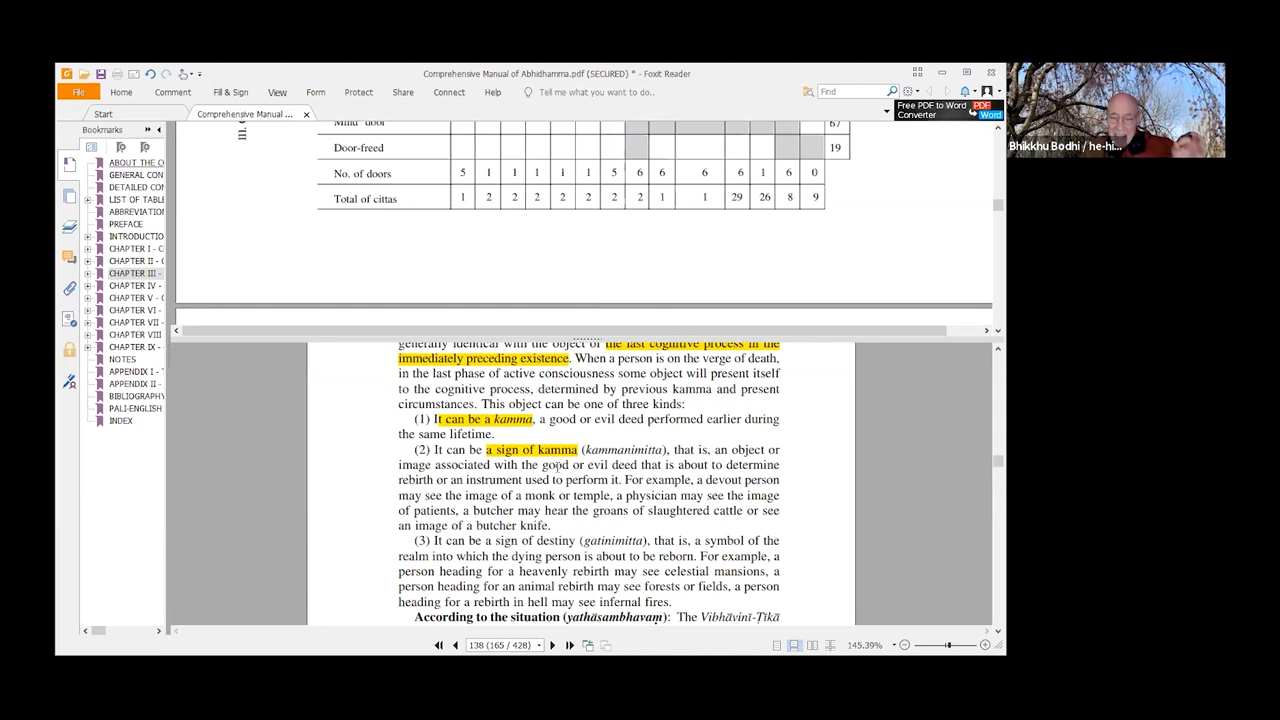 Comprehensive Manual of Abhidhamma.pdf (SECURED) * - Foxit Reader
File Home Comment Fill & Sign View Form Protect Share Connect Help Tell me what you want to do.. Find
Start Comprehensive Manual ... Free PDF to Word Converter PDF Word
Bookmarks
ABOUT THE C
GENERAL CON
DETAILED CON
LIST OF TABLE
ABBREVIATION
PREFACE
INTRODUCTIO
CHAPTER I - C
CHAPTER II - C
CHAPTER III -
CHAPTER IV -
CHAPTER V - C
CHAPTER VI -
CHAPTER VII -
CHAPTER VIII
CHAPTER IX -
NOTES
APPENDIX I - T
APPENDIX II -
BIBLIOGRAPHY
PALI-ENGLISH
INDEX
III.
Mind door 67
Door-freed 19
No. of doors 5 1 1 1 1 1 5 6 6 6 6 1 6 0
Total of cittas 1 2 2 2 2 2 2 2 1 1 29 26 8 9
generally identical with the object of the last cognitive process in the
immediately preceding existence. When a person is on the verge of death,
in the last phase of active consciousness some object will present itself
to the cognitive process, determined by previous kamma and present
circumstances. This object can be one of three kinds:
(1) It can be a kamma, a good or evil deed performed earlier during
the same lifetime.
(2) It can be a sign of kamma (kammanimitta), that is, an object or
image associated with the good or evil deed that is about to determine
rebirth or an instrument used to perform it. For example, a devout person
may see the image of a monk or temple, a physician may see the image
of patients, a butcher may hear the groans of slaughtered cattle or see
an image of a butcher knife.
(3) It can be a sign of destiny (gatinimitta), that is, a symbol of the
realm into which the dying person is about to be reborn. For example, a
person heading for a heavenly rebirth may see celestial mansions, a
person heading for an animal rebirth may see forests or fields, a person
heading for a rebirth in hell may see infernal fires.
According to the situation (yathāsambhavaṃ): The Vibhāvinī-Ṭīkā
138 (165 / 428) 145.39%
Bhikkhu Bodhi / he-hi...